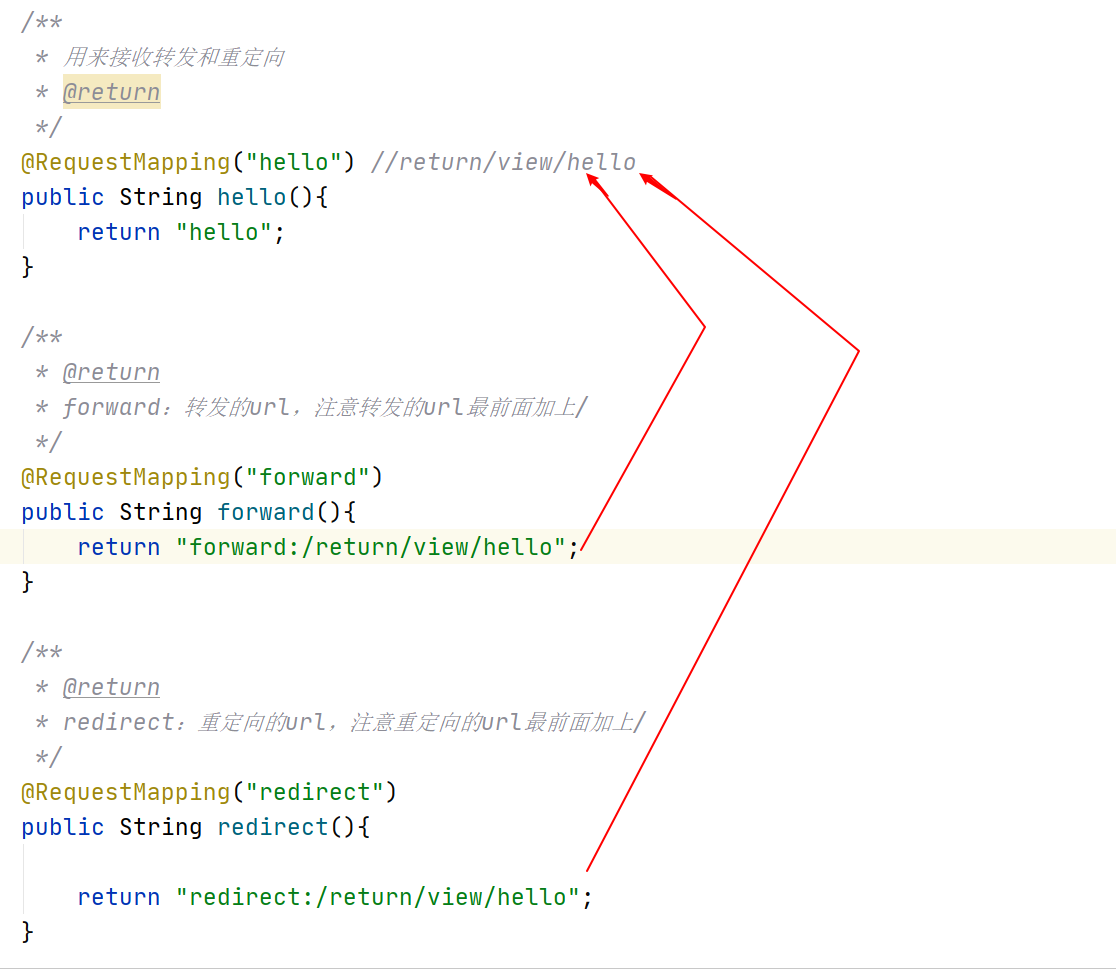 /**
 * 用来接收转发和重定向
 * @return
 */
@RequestMapping("hello") //return/view/hello
public String hello(){
    return "hello";
}
/**
 * @return
 * forward：转发的url，注意转发的url最前面加上/
 */
@RequestMapping("forward")
public String forward(){
    return "forward:/return/view/hello";
}
/**
 * @return
 * redirect：重定向的url，注意重定向的url最前面加上/
 */
@RequestMapping("redirect")
public String redirect(){
    return "redirect:/return/view/hello";
}